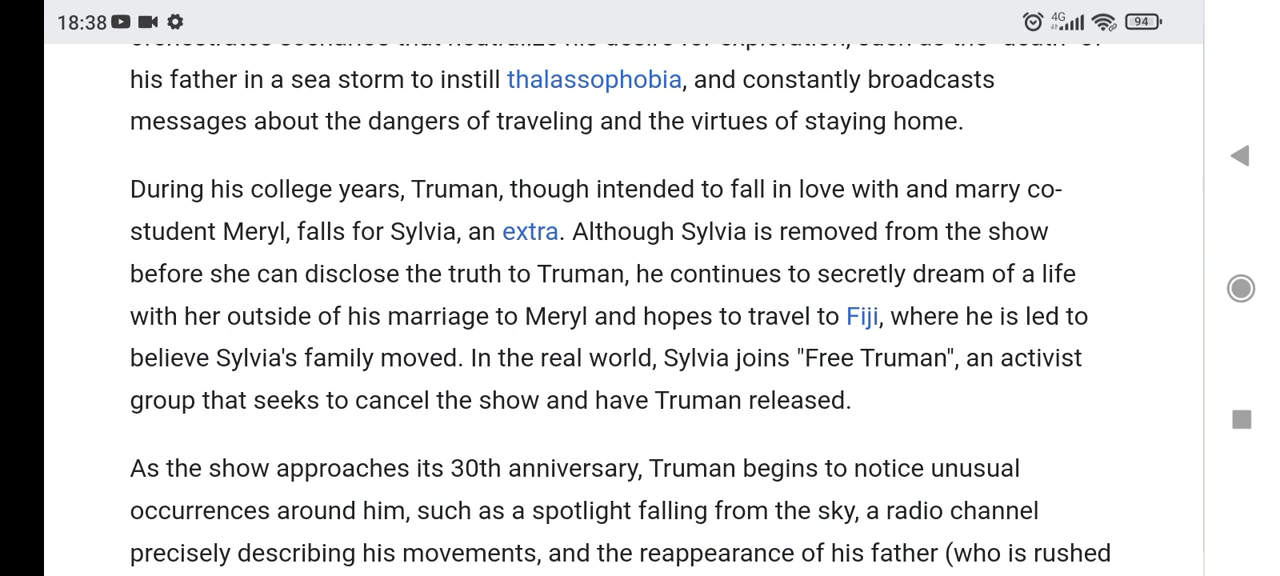 18:38
4G
94
his father in a sea storm to instill thalassophobia, and constantly broadcasts
messages about the dangers of traveling and the virtues of staying home.
During his college years, Truman, though intended to fall in love with and marry co-
student Meryl, falls for Sylvia, an extra. Although Sylvia is removed from the show
before she can disclose the truth to Truman, he continues to secretly dream of a life
with her outside of his marriage to Meryl and hopes to travel to Fiji, where he is led to
believe Sylvia's family moved. In the real world, Sylvia joins "Free Truman", an activist
group that seeks to cancel the show and have Truman released.
As the show approaches its 30th anniversary, Truman begins to notice unusual
occurrences around him, such as a spotlight falling from the sky, a radio channel
precisely describing his movements, and the reappearance of his father (who is rushed